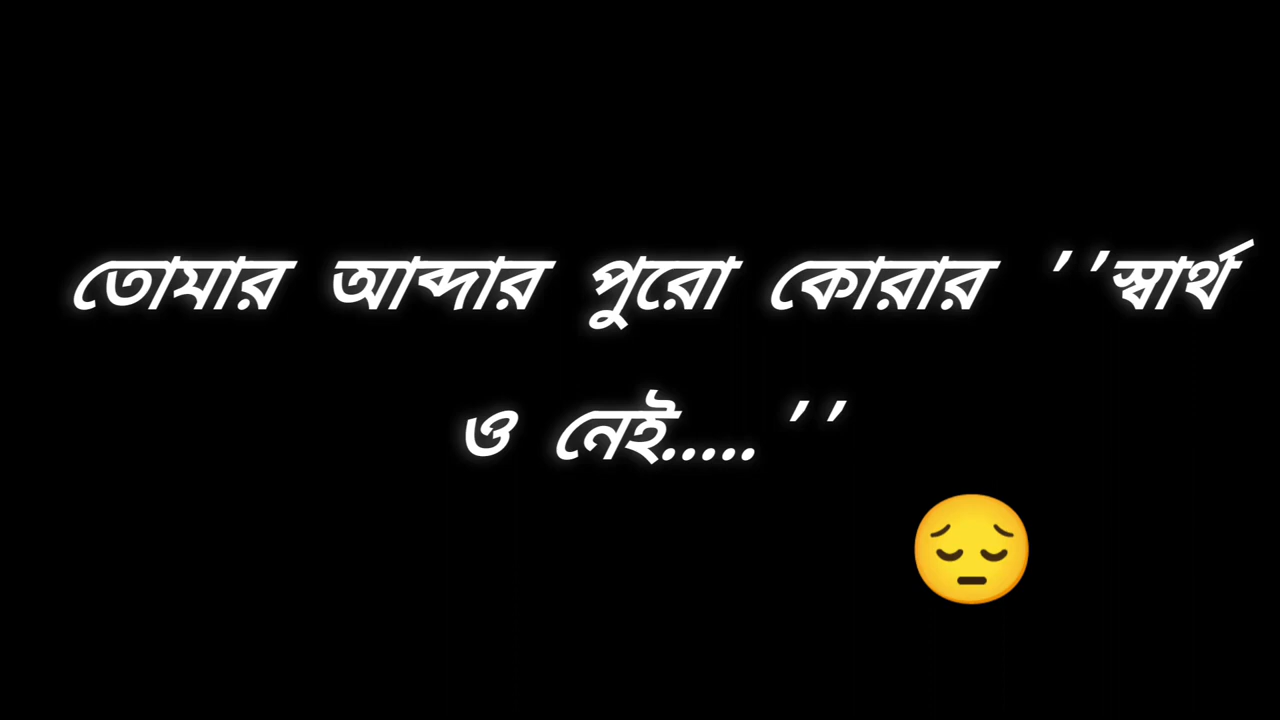 তোমার আব্দার পুরো কোরার ''স্বার্থ
ও নেই.....''